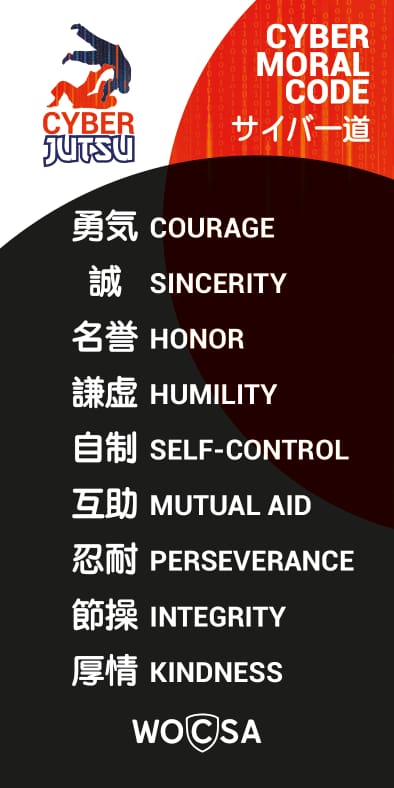 CYBER
JUTSU
CYBER
MORAL
CODE
サイバー道
勇気 COURAGE
誠 SINCERITY
名誉 HONOR
謙虚 HUMILITY
自制 SELF-CONTROL
互助 MUTUAL AID
忍耐 PERSEVERANCE
節操 INTEGRITY
厚情 KINDNESS
WOCSA